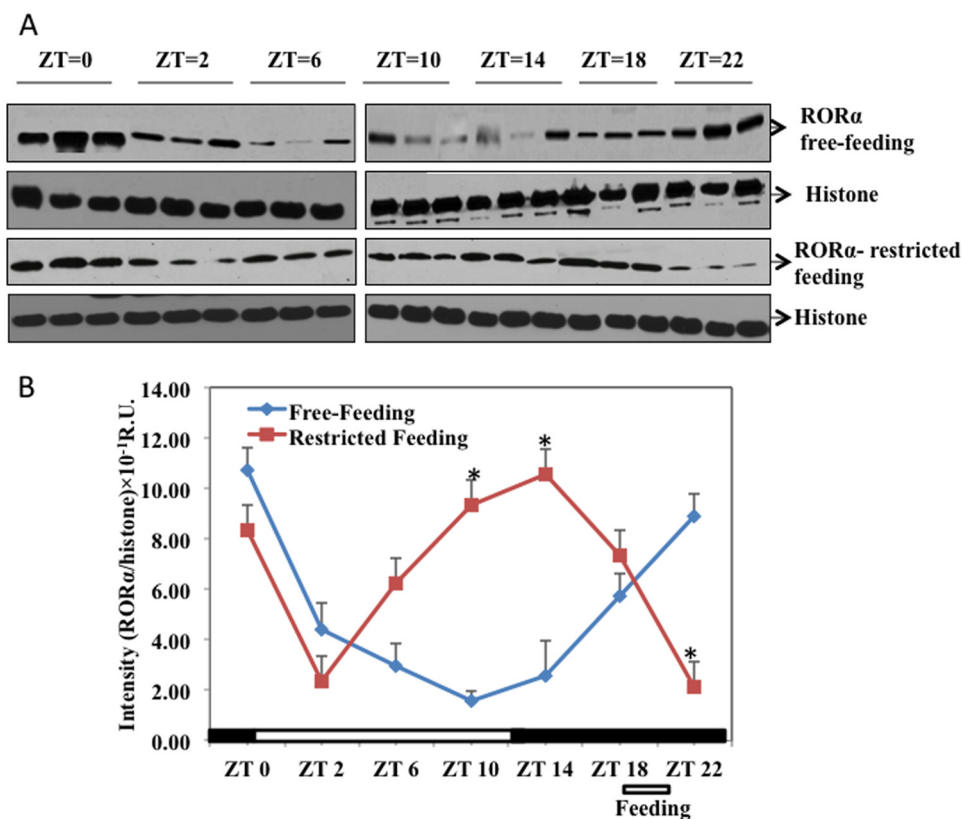 A
ZT=0 ZT=2 ZT=6 ZT=10 ZT=14 ZT=18 ZT=22
RORα
free-feeding
Histone
RORα- restricted
feeding
Histone
B
Intensity (RORα/histone)×10⁻¹R.U.
14.00
12.00
10.00
8.00
6.00
4.00
2.00
0.00
Free-Feeding
Restricted Feeding
*
*
*
ZT 0 ZT 2 ZT 6 ZT 10 ZT 14 ZT 18 ZT 22
Feeding